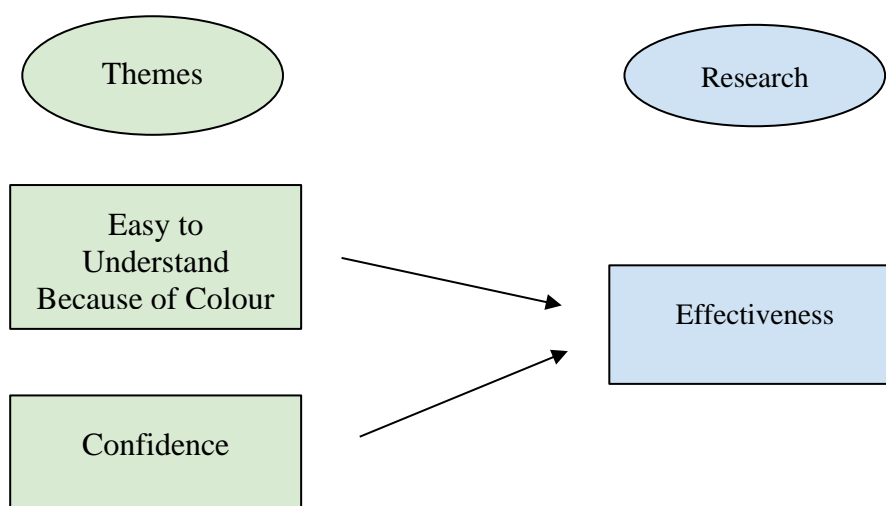 Themes
Research
Easy to
Understand
Because of Colour
Effectiveness
Confidence